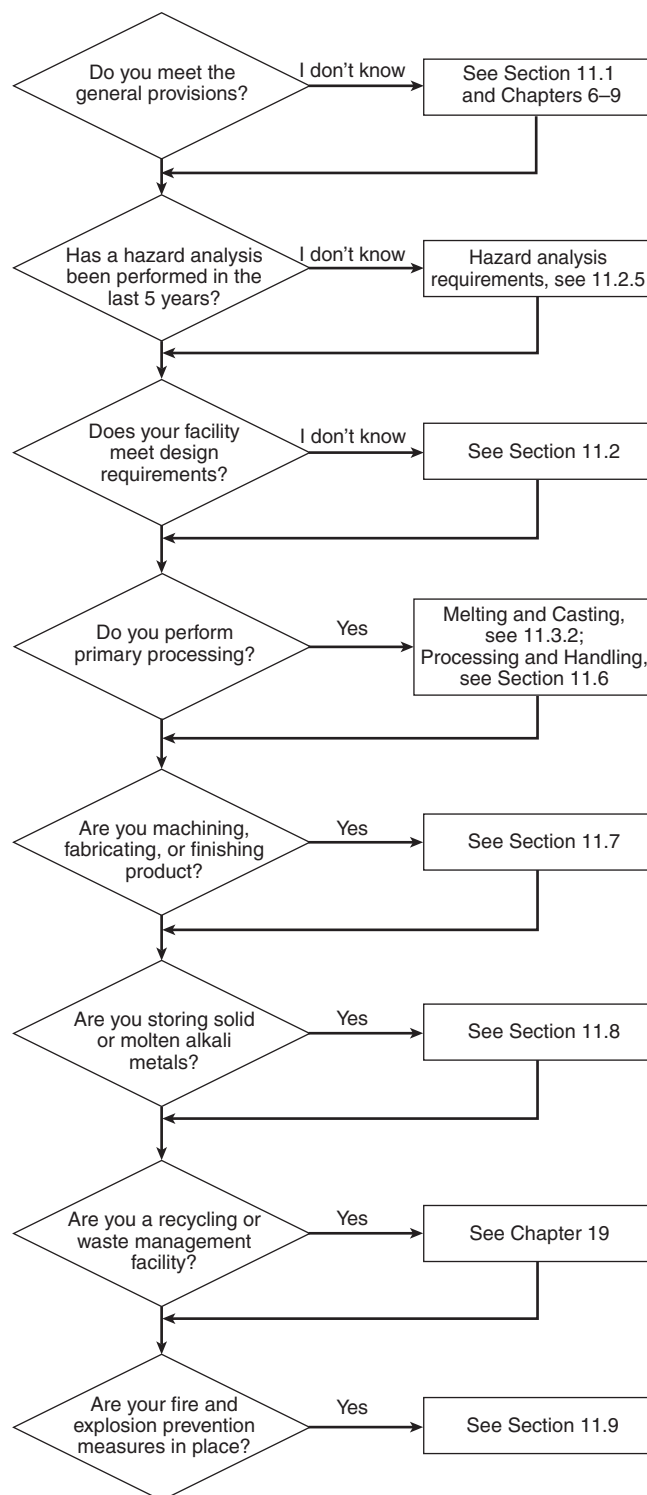 Do you meet the
general provisions?
I don't know
See Section 11.1
and Chapters 6–9
Has a hazard analysis
been performed in the
last 5 years?
I don't know
Hazard analysis
requirements, see 11.2.5
Does your facility
meet design
requirements?
I don't know
See Section 11.2
Do you perform
primary processing?
Yes
Melting and Casting,
see 11.3.2;
Processing and Handling,
see Section 11.6
Are you machining,
fabricating, or finishing
product?
Yes
See Section 11.7
Are you storing solid
or molten alkali
metals?
Yes
See Section 11.8
Are you a recycling or
waste management
facility?
Yes
See Chapter 19
Are your fire and
explosion prevention
measures in place?
Yes
See Section 11.9